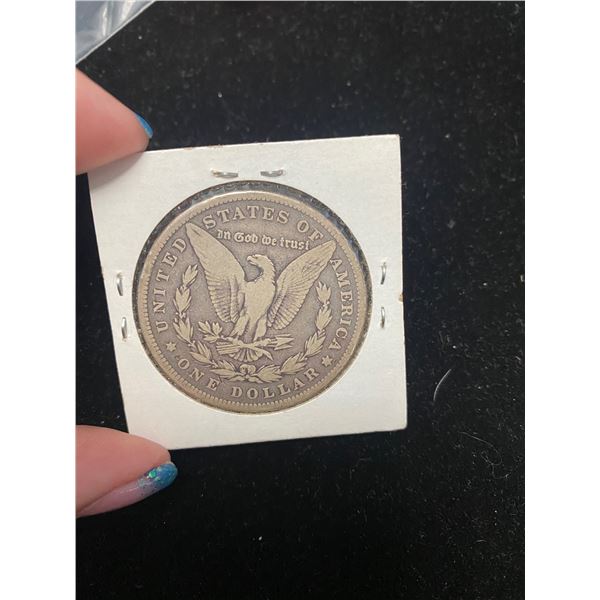 UNITED STATES OF AMERICA
In God we trust
ONE DOLLAR